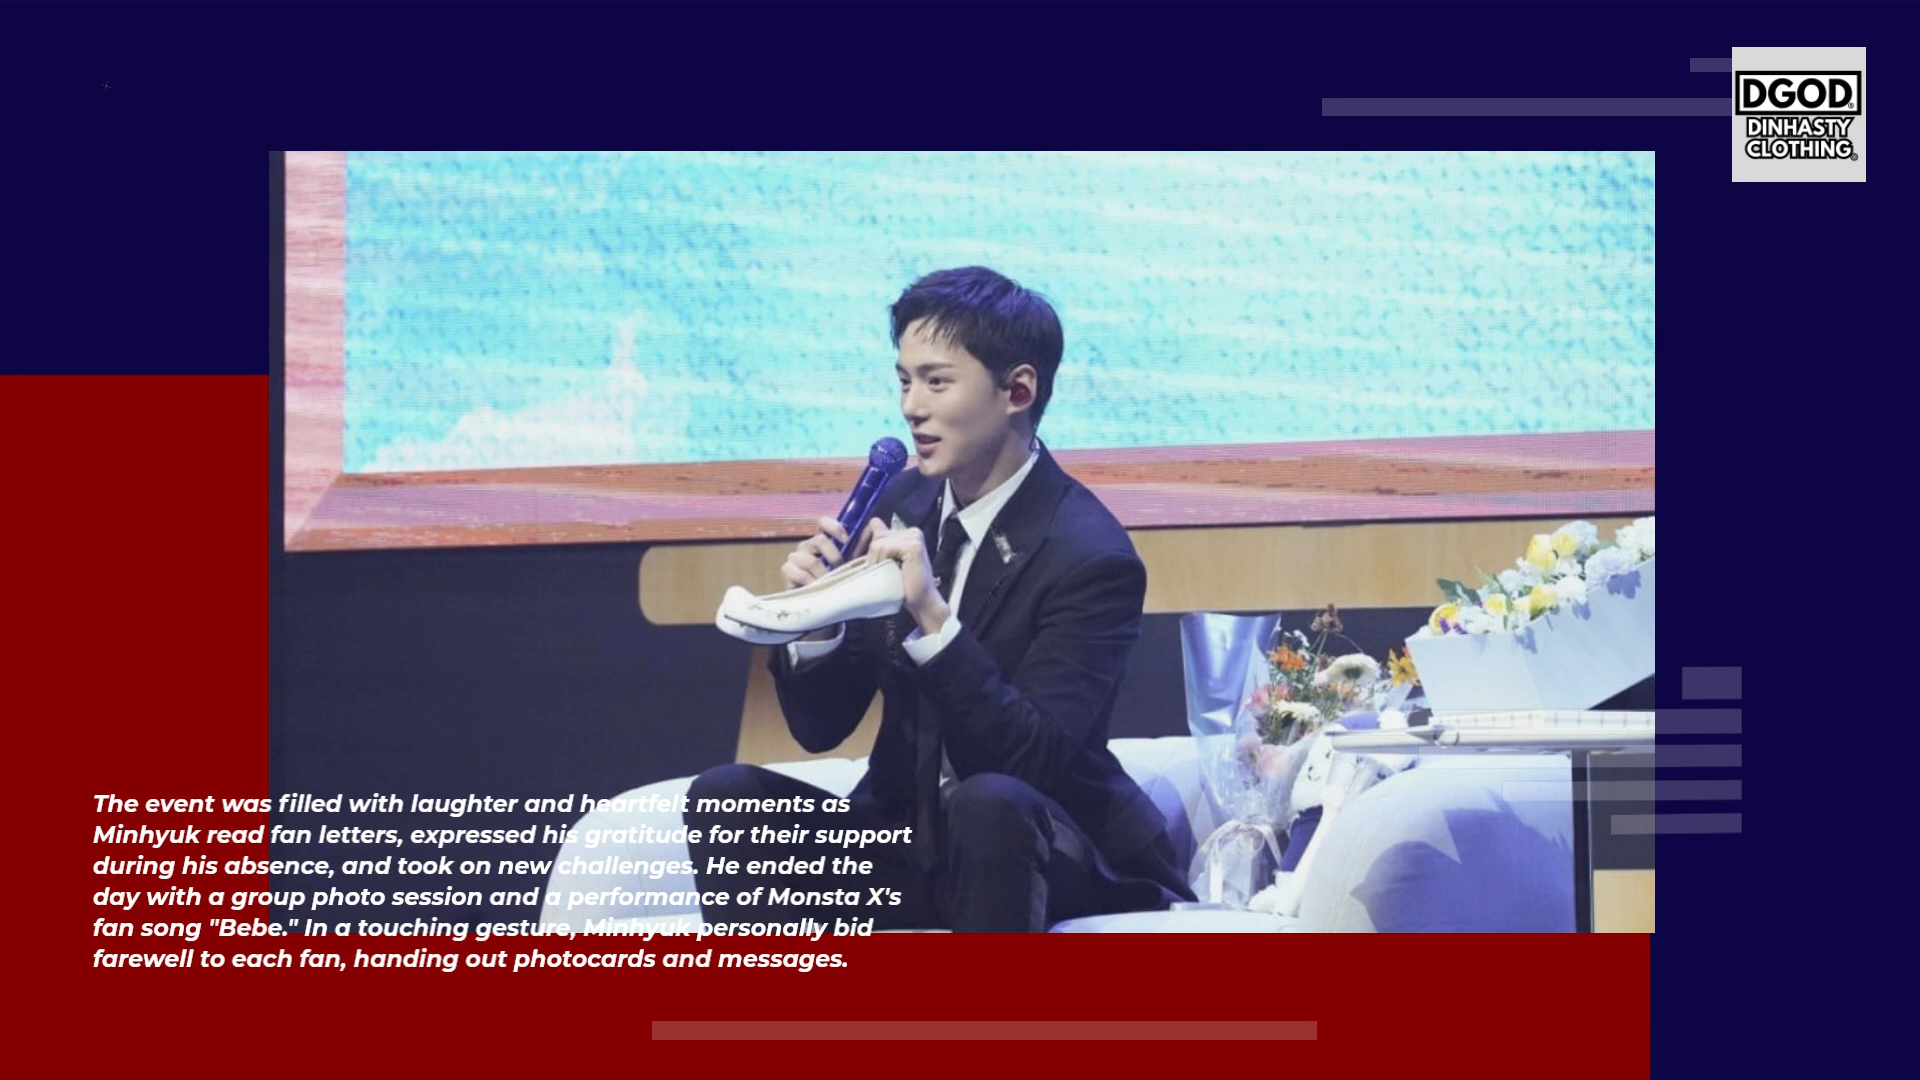 DGOD
DINHASTY
CLOTHING
The event was filled with laughter and heartfelt moments as
Minhyuk read fan letters, expressed his gratitude for their support
during his absence, and took on new challenges. He ended the
day with a group photo session and a performance of Monsta X's
fan song "Bebe." In a touching gesture, Minhyuk personally bid
farewell to each fan, handing out photocards and messages.